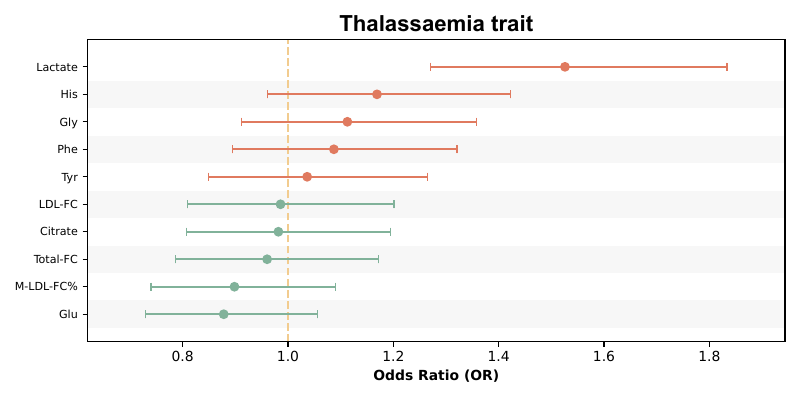 Thalassaemia trait
Lactate
His
Gly
Phe
Tyr
LDL-FC
Citrate
Total-FC
M-LDL-FC%
Glu
0.8 1.0 1.2 1.4 1.6 1.8
Odds Ratio (OR)